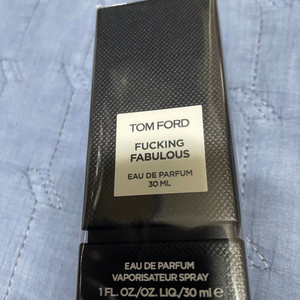 TOM FORD
FUCKING
FABULOUS
EAU DE PARFUM
30 ML
EAU DE PARFUM
VAPORISATEUR SPRAY
1 FL. OZ./OZ. LIQ./30 ml ℮